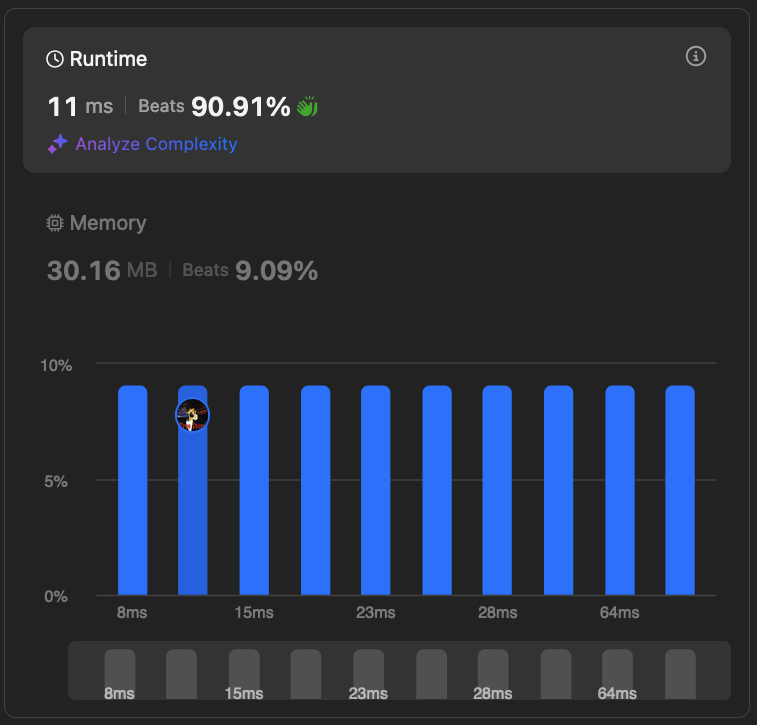 Runtime
11 ms | Beats 90.91%
Analyze Complexity
Memory
30.16 MB | Beats 9.09%
10%
5%
0%
8ms 15ms 23ms 28ms 64ms
8ms 15ms 23ms 28ms 64ms